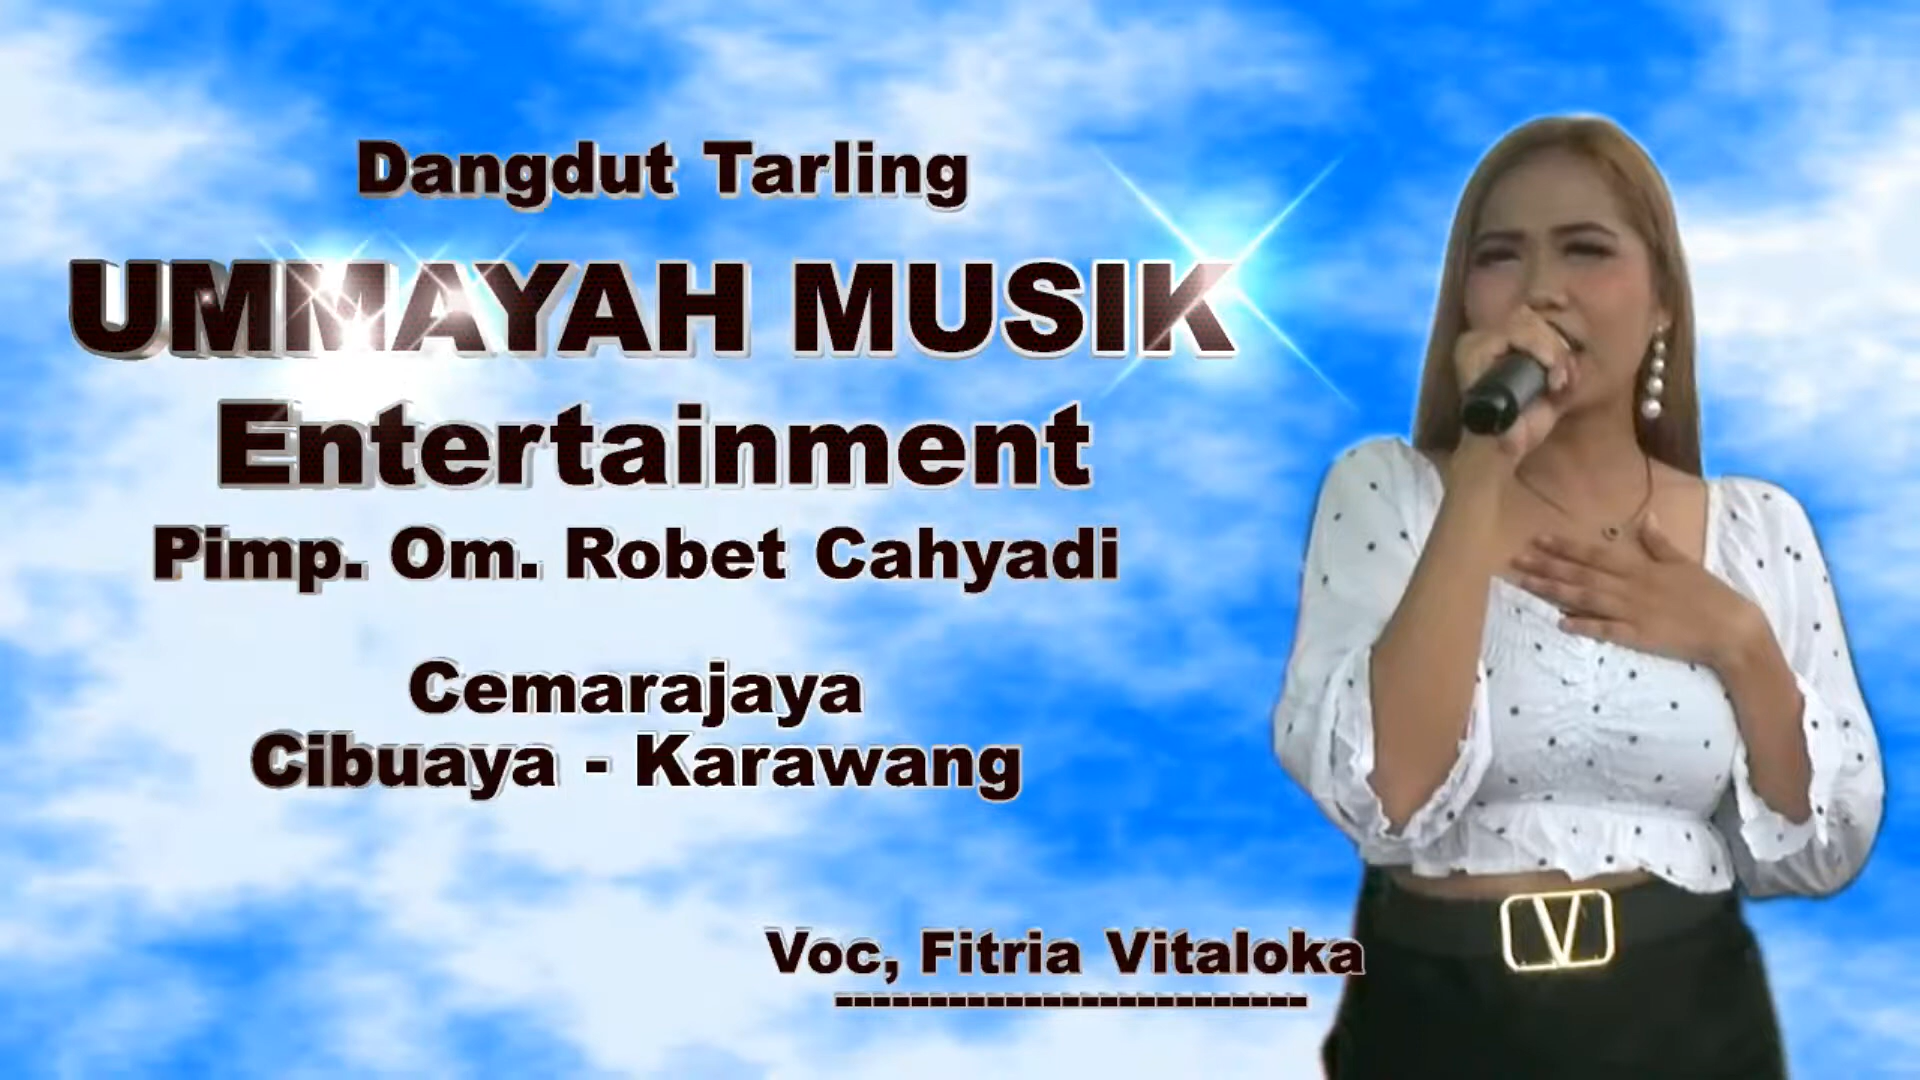 Dangdut Tarling
UMMAYAH MUSIK
Entertainment
Pimp. Om. Robet Cahyadi
Cemarajaya
Cibuaya - Karawang
Voc, Fitria Vitaloka
-------------------------
V